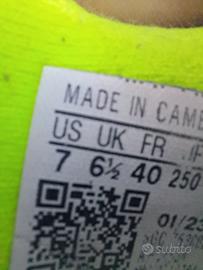 MADE IN CAMB
US UK FR
7 6½ 40 250
01/23
subito